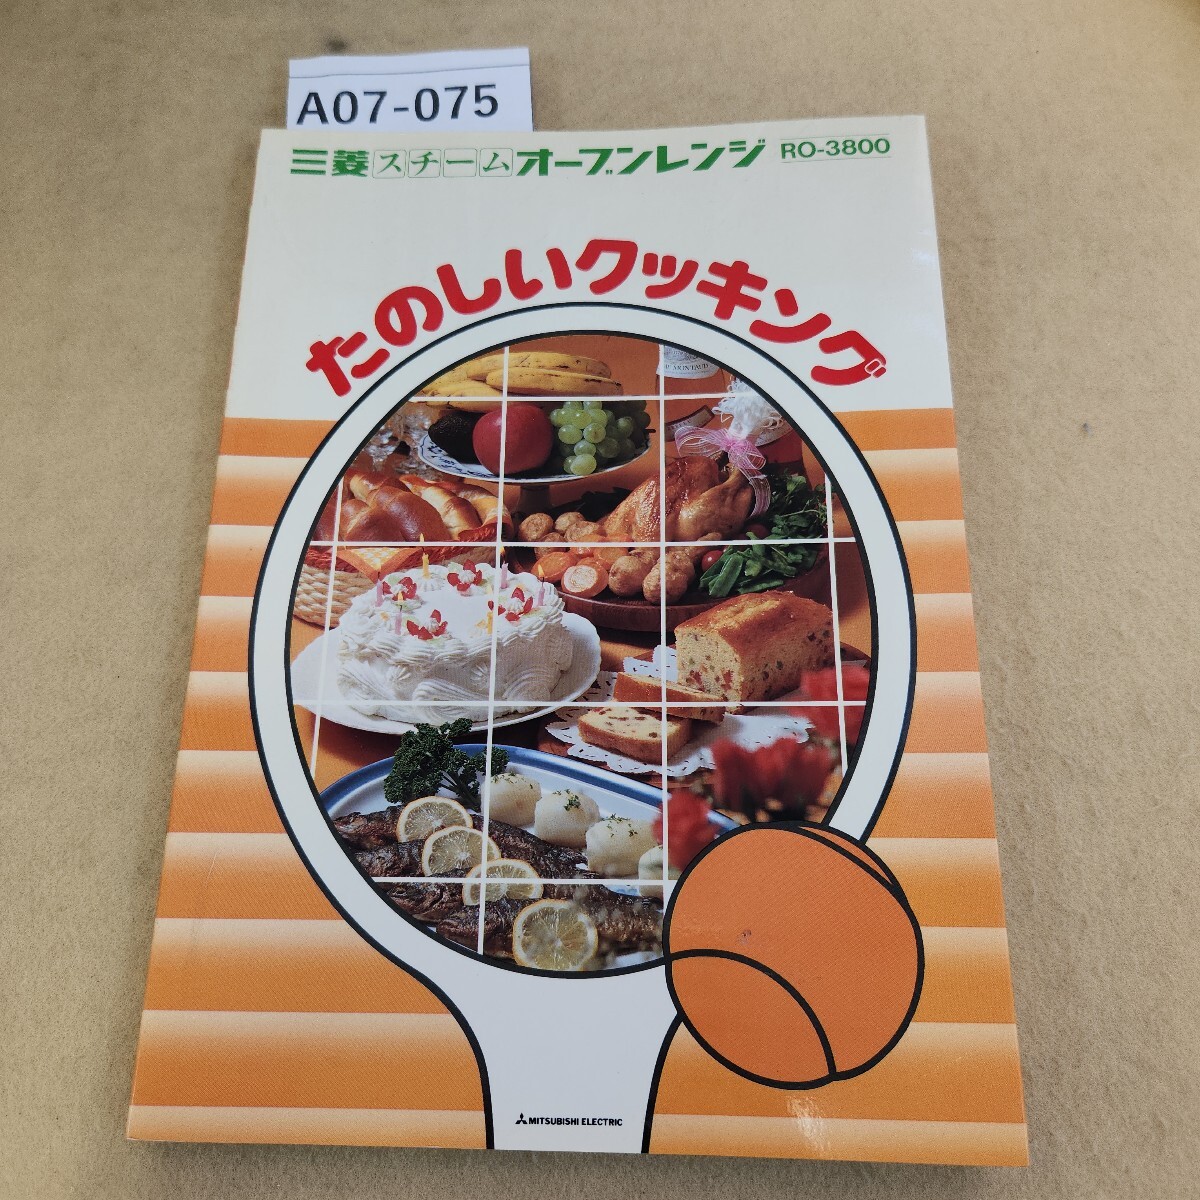 A07-075
三菱スチームオーブンレンジ RO-3800
たのしいクッキング
MONTAUD
MITSUBISHI ELECTRIC